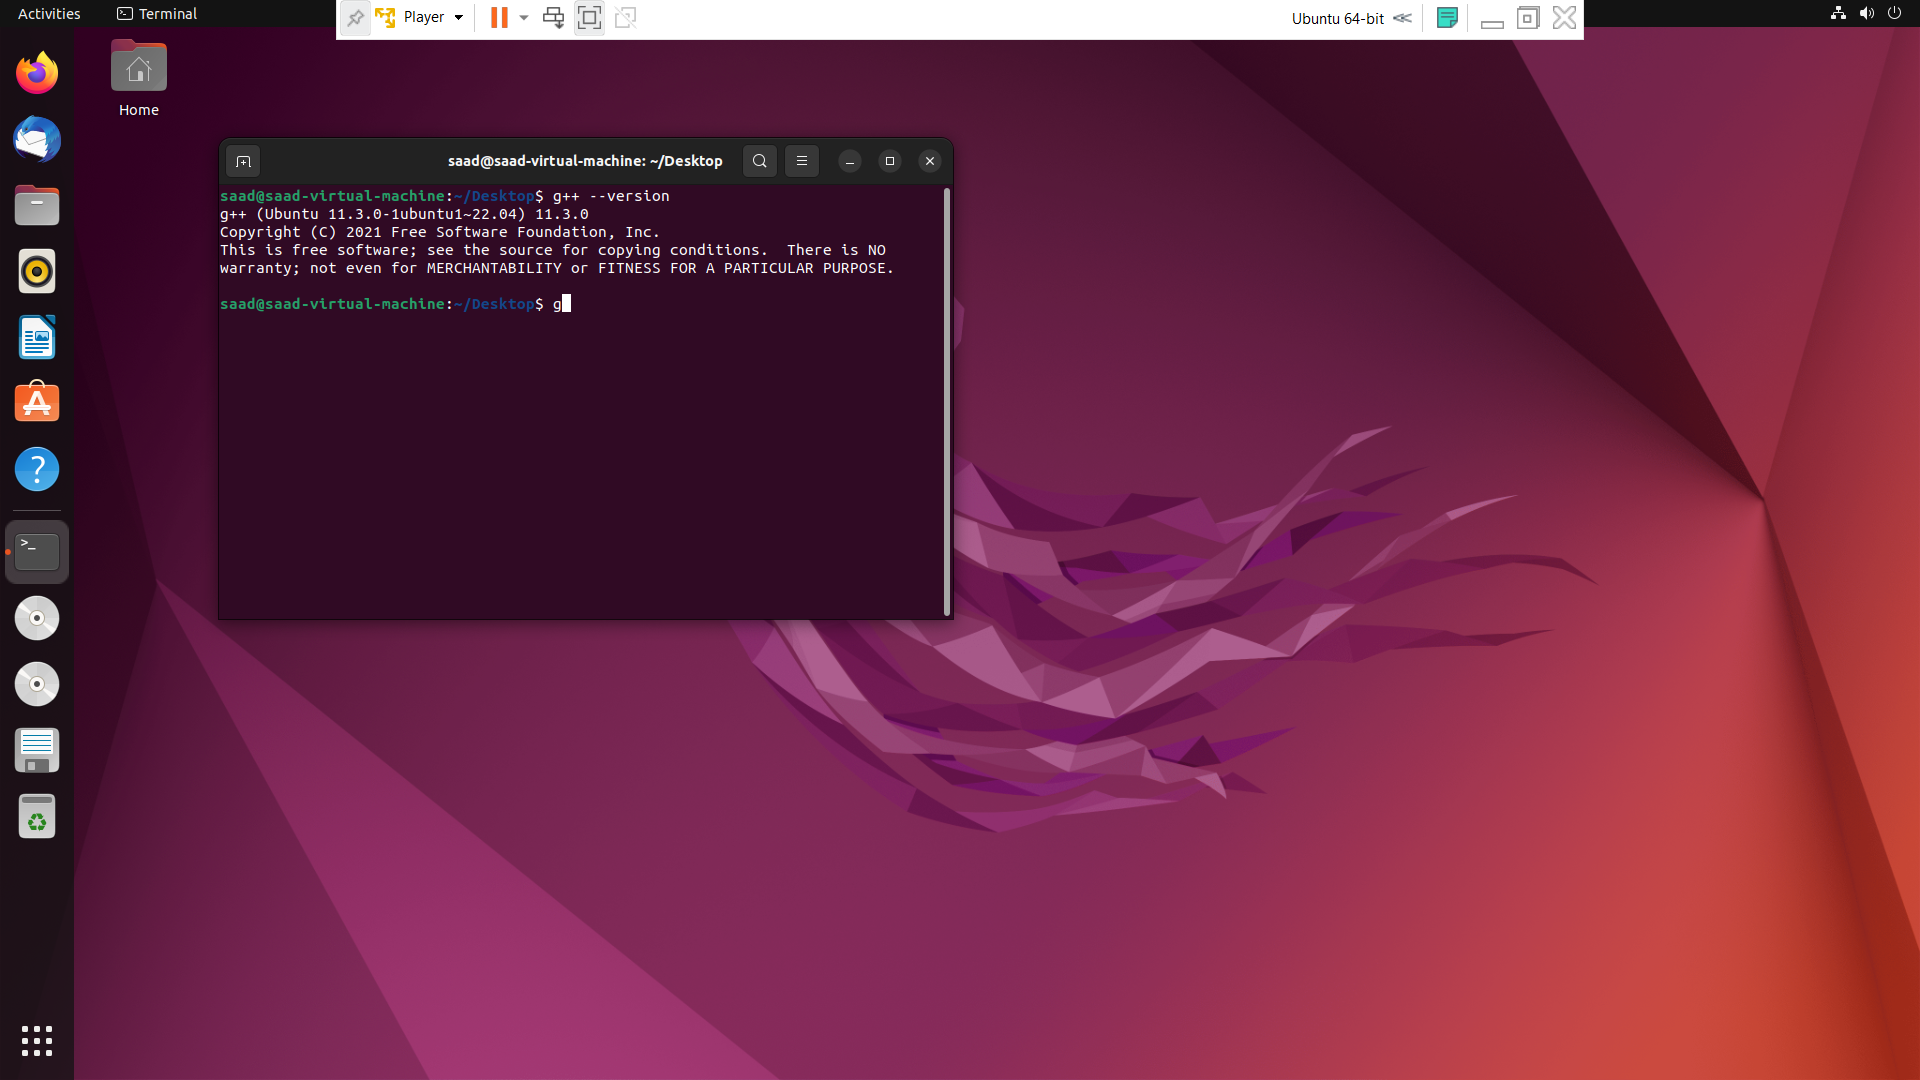 Activities
Terminal
Player
Ubuntu 64-bit
Home
saad@saad-virtual-machine: ~/Desktop
saad@saad-virtual-machine:~/Desktop$ g++ --version
g++ (Ubuntu 11.3.0-1ubuntu1~22.04) 11.3.0
Copyright (C) 2021 Free Software Foundation, Inc.
This is free software; see the source for copying conditions.  There is NO
warranty; not even for MERCHANTABILITY or FITNESS FOR A PARTICULAR PURPOSE.
saad@saad-virtual-machine:~/Desktop$ g